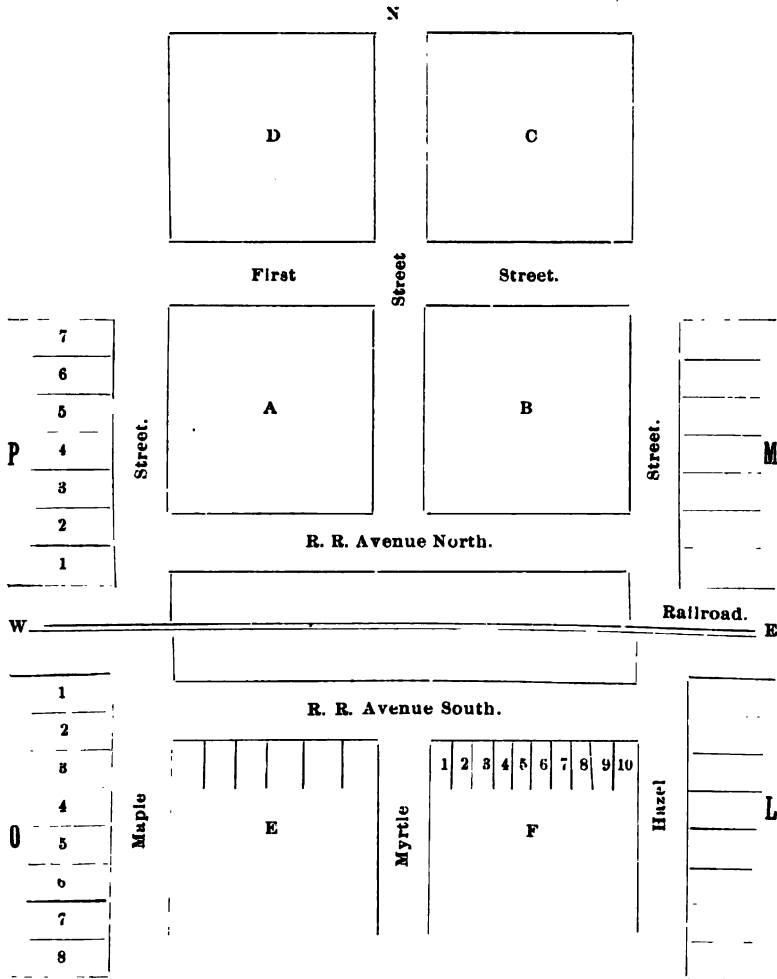 N
D C
First Street Street.
7
6
5 A B
P 4 Street. Street. M
3
2
R. R. Avenue North.
1
Railroad.
W E
1
R. R. Avenue South.
2
3 1 2 3 4 5 6 7 8 9 10
4
O 5 Maple E Myrtle F Hazel L
6
7
8